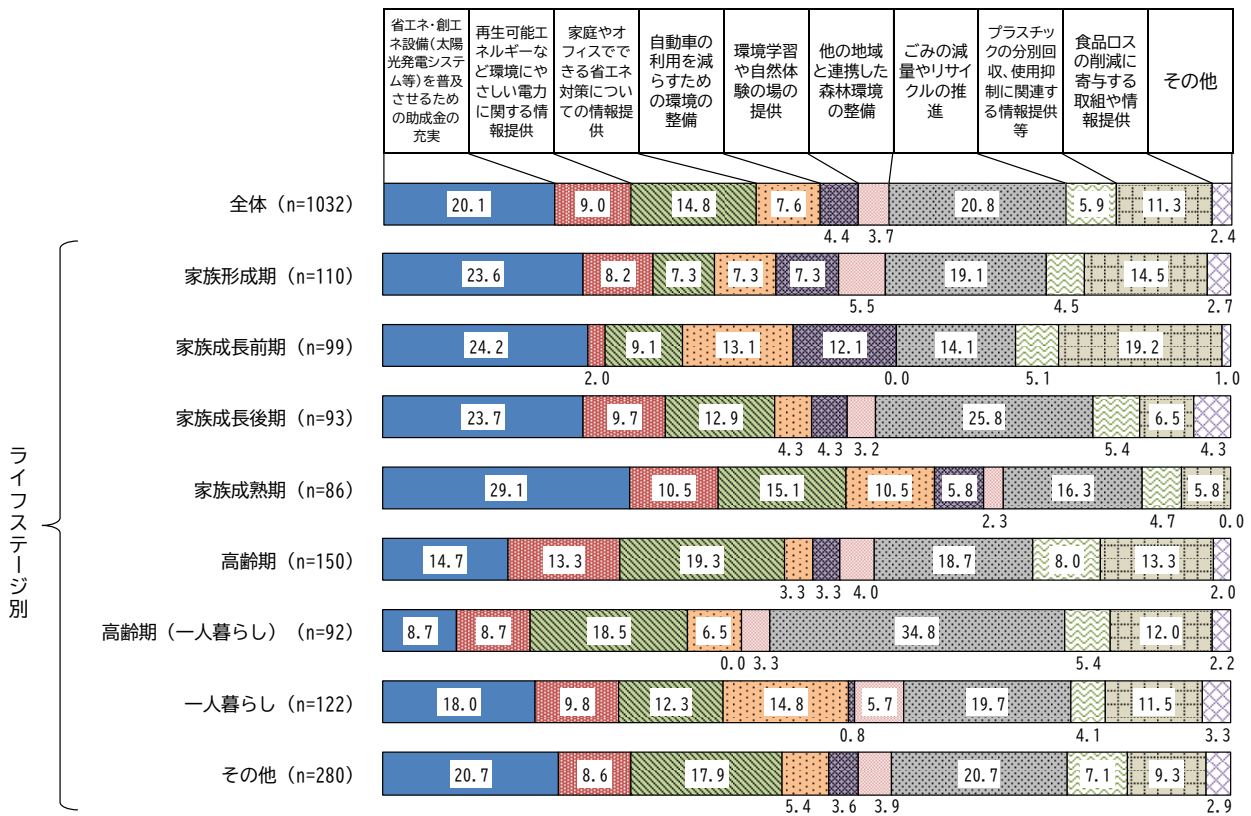 省エネ・創エ
ネ設備(太陽
光発電システ
ム等)を普及
させるため
の助成金の
充実
再生可能エ
ネルギーな
ど環境にや
さしい電力
に関する情
報提供
家庭やオ
フィスでで
きる省エネ
対策につい
ての情報提
供
自動車の
利用を減
らすため
の環境の
整備
環境学習
や自然体
験の場の
提供
他の地域
と連携した
森林環境
の整備
ごみの減
量やリサイ
クルの推
進
プラスチッ
クの分別回
収、使用抑
制に関連す
る情報提供
等
食品ロス
の削減に
寄与する
取組や情
報提供
その他
全体(n=1032)
20.1 9.0 14.8 7.6 20.8 5.9 11.3
4.4 3.7 2.4
ライフステージ別
家族形成期(n=110)
23.6 8.2 7.3 7.3 7.3 19.1 14.5
5.5 4.5 2.7
家族成長前期(n=99)
24.2 9.1 13.1 12.1 14.1 19.2
2.0 0.0 5.1 1.0
家族成長後期(n=93)
23.7 9.7 12.9 25.8 6.5
4.3 4.3 3.2 5.4 4.3
家族成熟期(n=86)
29.1 10.5 15.1 10.5 5.8 16.3 5.8
2.3 4.7 0.0
高齢期(n=150)
14.7 13.3 19.3 18.7 8.0 13.3
3.3 3.3 4.0 2.0
高齢期(一人暮らし)(n=92)
8.7 8.7 18.5 6.5 34.8 12.0
0.0 3.3 5.4 2.2
一人暮らし(n=122)
18.0 9.8 12.3 14.8 5.7 19.7 11.5
0.8 4.1 3.3
その他(n=280)
20.7 8.6 17.9 20.7 7.1 9.3
5.4 3.6 3.9 2.9